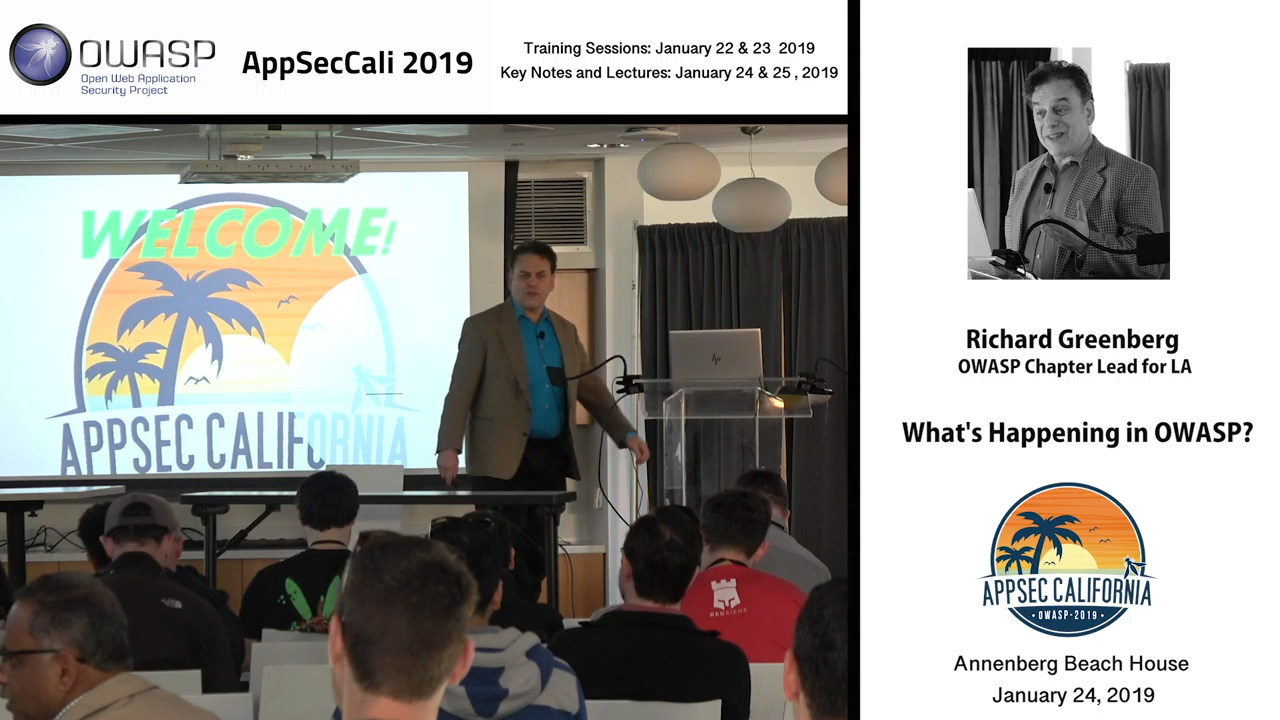 OWASP
Open Web Application
Security Project
AppSecCali 2019
Training Sessions: January 22 & 23 2019
Key Notes and Lectures: January 24 & 25 , 2019
WELCOME!
APPSEC CALIFORNIA
hp
REDSIEGE
Richard Greenberg
OWASP Chapter Lead for LA
What's Happening in OWASP?
APPSEC CALIFORNIA
• OWASP-2019 •
Annenberg Beach House
January 24, 2019